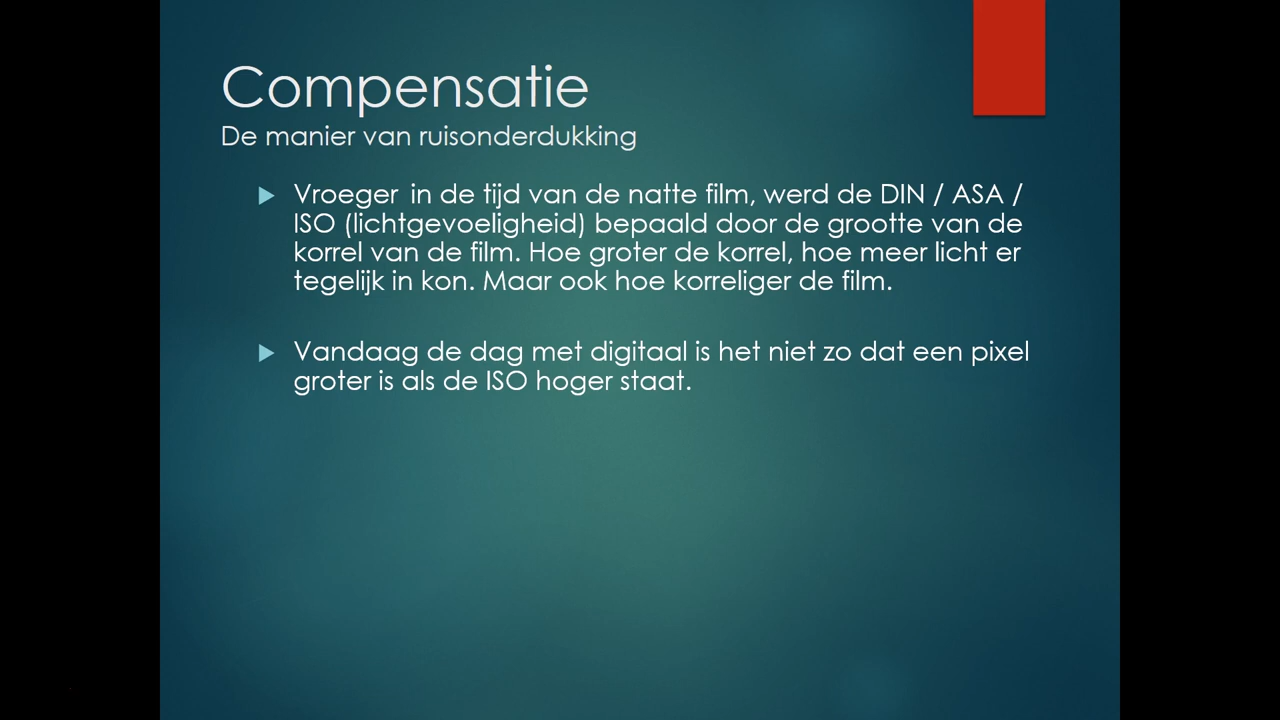 Compensatie
De manier van ruisonderdukking
Vroeger in de tijd van de natte film, werd de DIN / ASA /
ISO (lichtgevoeligheid) bepaald door de grootte van de
korrel van de film. Hoe groter de korrel, hoe meer licht er
tegelijk in kon. Maar ook hoe korreliger de film.
Vandaag de dag met digitaal is het niet zo dat een pixel
groter is als de ISO hoger staat.